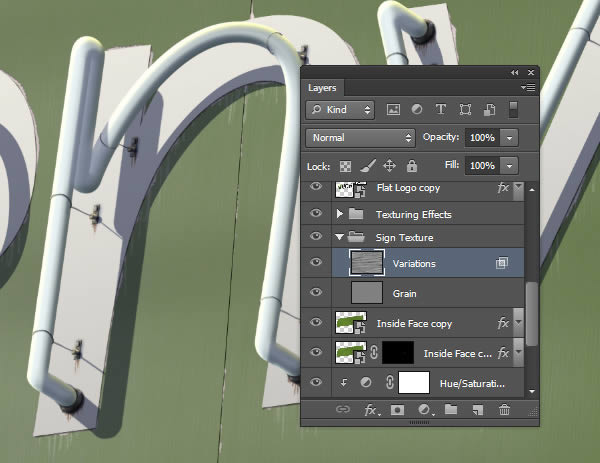 Layers
Kind
Normal Opacity: 100%
Lock: Fill: 100%
Flat Logo copy fx
Texturing Effects
Sign Texture
Variations
Grain
Inside Face copy fx
Inside Face c... fx
Hue/Saturati...
fx